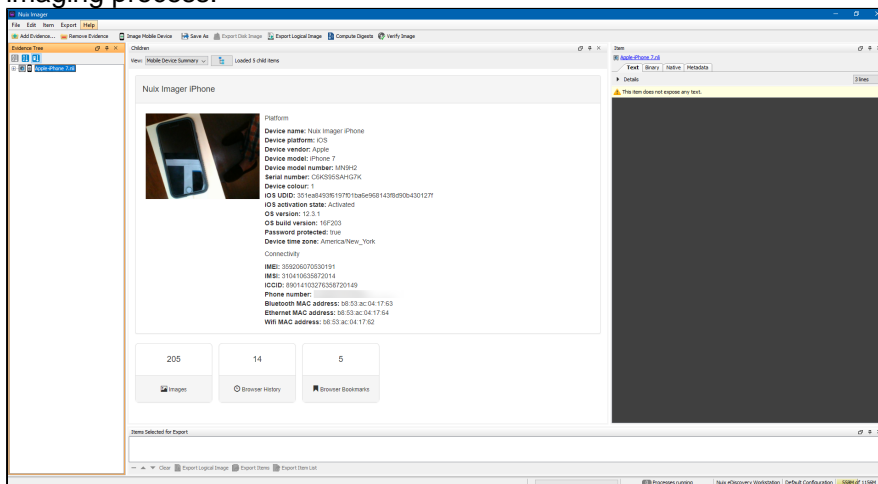 imaging process.
Nuix Imager
File Edit Item Export Help
Add Evidence... Remove Evidence Image Mobile Device Save As Export Disk Image Export Logical Image Compute Digests Verify Image
Evidence Tree
Apple-iPhone 7.nli
Children
View: Mobile Device Summary Loaded 5 child items
Nuix Imager iPhone
Platform
Device name: Nuix Imager iPhone
Device platform: iOS
Device vendor: Apple
Device model: iPhone 7
Device model number: MN9H2
Serial number: C6KS95SAHG7K
Device colour: 1
iOS UDID: 351ea8493f6197f01ba6e968143f8d90b430127f
iOS activation state: Activated
OS version: 12.3.1
OS build version: 16F203
Password protected: true
Device time zone: America/New_York
Connectivity
IMEI: 359206070530191
IMSI: 310410635872014
ICCID: 89014103276358720149
Phone number:
Bluetooth MAC address: b8:53:ac:04:17:63
Ethernet MAC address: b8:53:ac:04:17:64
Wifi MAC address: b8:53:ac:04:17:62
205
Images
14
Browser History
5
Browser Bookmarks
Items Selected for Export
Clear Export Logical Image Export Items Export Item List
Item
Apple-iPhone 7.nli
Text Binary Native Metadata
Details 3 lines
This item does not expose any text.
Processes running Nuix eDiscovery Workstation Default Configuration 558M of 1156M